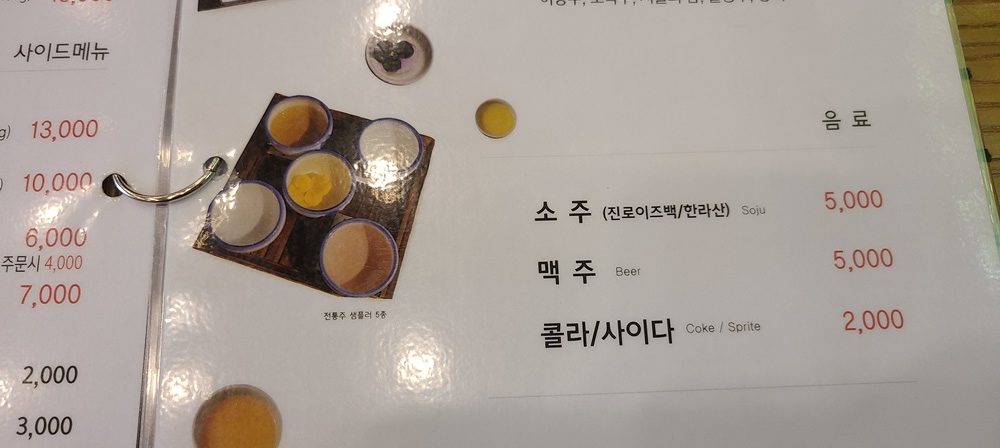 사이드메뉴
13,000
10,000
6,000
주문시 4,000
7,000
2,000
3,000
전통주 샘플러 5종
음 료
소 주 (진로이즈백/한라산) Soju 5,000
맥 주 Beer 5,000
콜라/사이다 Coke / Sprite 2,000